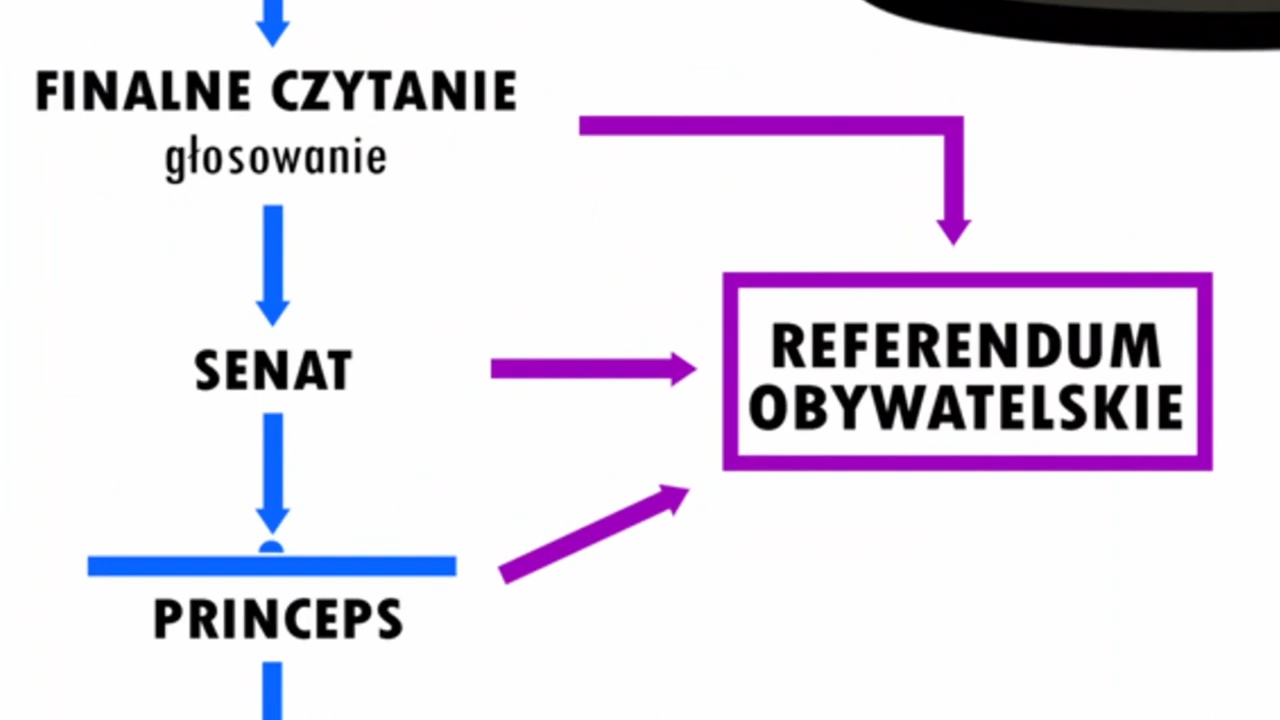 FINALNE CZYTANIE
głosowanie
SENAT
REFERENDUM
OBYWATELSKIE
PRINCEPS